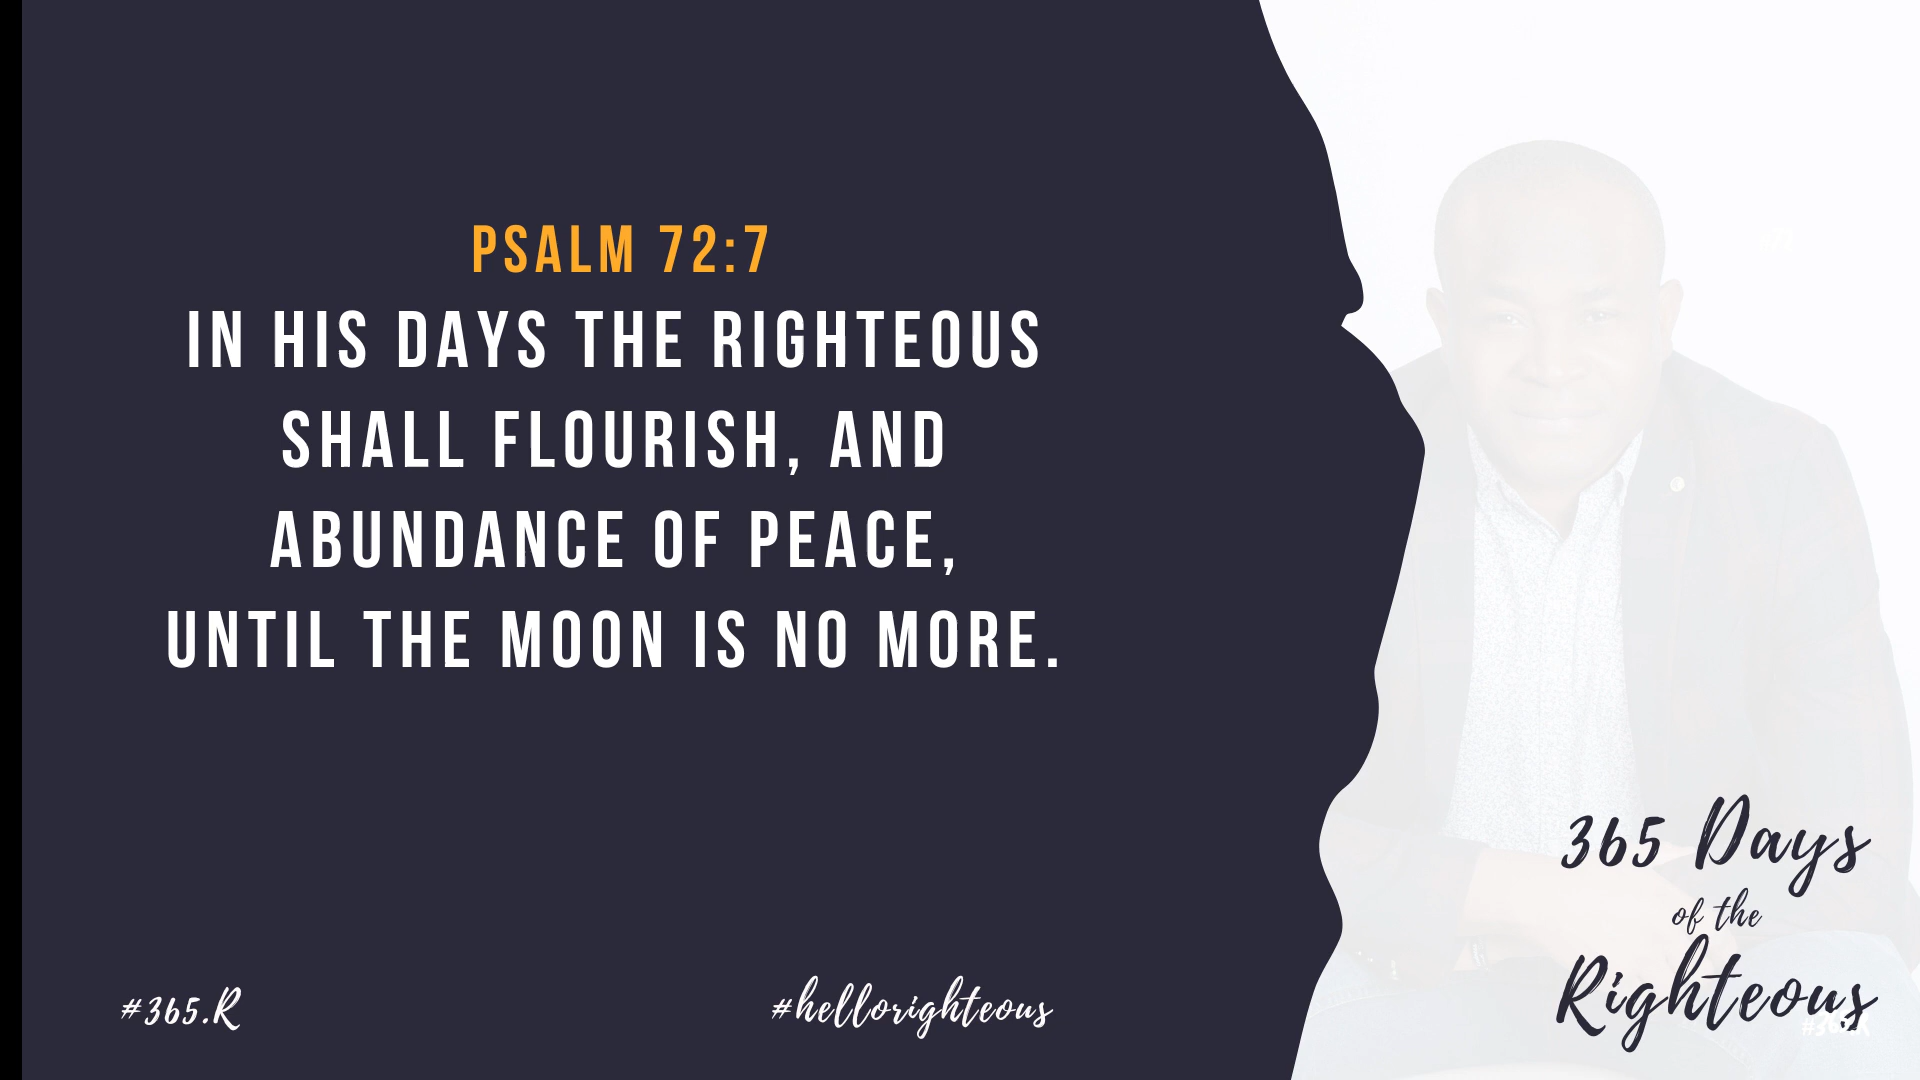 PSALM 72:7
IN HIS DAYS THE RIGHTEOUS
SHALL FLOURISH, AND
ABUNDANCE OF PEACE,
UNTIL THE MOON IS NO MORE.
#365.R
#hellorighteous
365 Days
of the
Righteous
#365.R